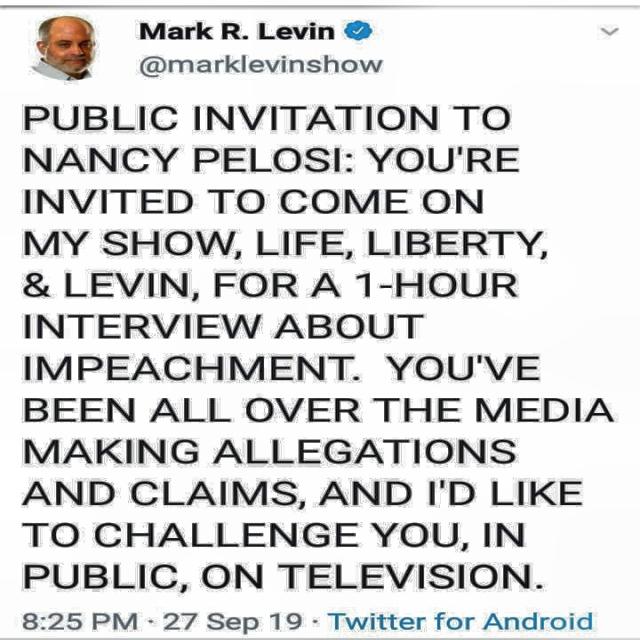 Mark R. Levin
@marklevinshow
PUBLIC INVITATION TO
NANCY PELOSI: YOU'RE
INVITED TO COME ON
MY SHOW, LIFE, LIBERTY,
& LEVIN, FOR A 1-HOUR
INTERVIEW ABOUT
IMPEACHMENT.  YOU'VE
BEEN ALL OVER THE MEDIA
MAKING ALLEGATIONS
AND CLAIMS, AND I'D LIKE
TO CHALLENGE YOU, IN
PUBLIC, ON TELEVISION.
8:25 PM · 27 Sep 19 · Twitter for Android